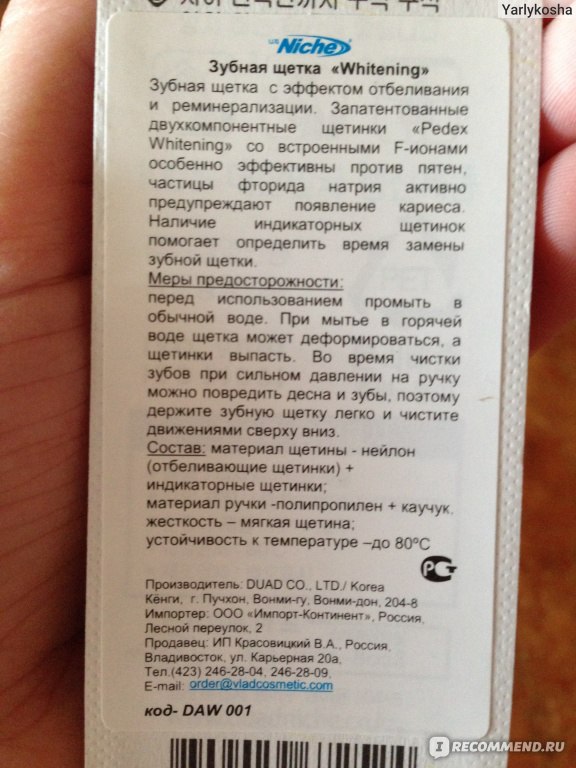 Yarlykosha
Niche
Зубная щетка «Whitening»
Зубная щетка с эффектом отбеливания
и реминерализации. Запатентованные
двухкомпонентные щетинки «Pedex
Whitening» со встроенными F-ионами
особенно эффективны против пятен,
частицы фторида натрия активно
предупреждают появление кариеса.
Наличие индикаторных щетинок
помогает определить время замены
зубной щетки.
Меры предосторожности:
перед использованием промыть в
обычной воде. При мытье в горячей
воде щетка может деформироваться, а
щетинки выпасть. Во время чистки
зубов при сильном давлении на ручку
можно повредить десна и зубы, поэтому
держите зубную щетку легко и чистите
движениями сверху вниз.
Состав: материал щетины - нейлон
(отбеливающие щетинки) +
индикаторные щетинки;
материал ручки -полипропилен + каучук.
жесткость – мягкая щетина;
устойчивость к температуре –до 80ºС
РСТ
Производитель: DUAD CO., LTD./ Korea
Кёнги, г. Пучхон, Вонми-гу, Вонми-дон, 204-8
Импортер: ООО «Импорт-Континент», Россия,
Лесной переулок, 2
Продавец: ИП Красовицкий В.А., Россия,
Владивосток, ул. Карьерная 20а,
Тел.(423) 246-28-04, 246-28-09,
E-mail: order@vladcosmetic.com
код- DAW 001
I RECOMMEND.RU